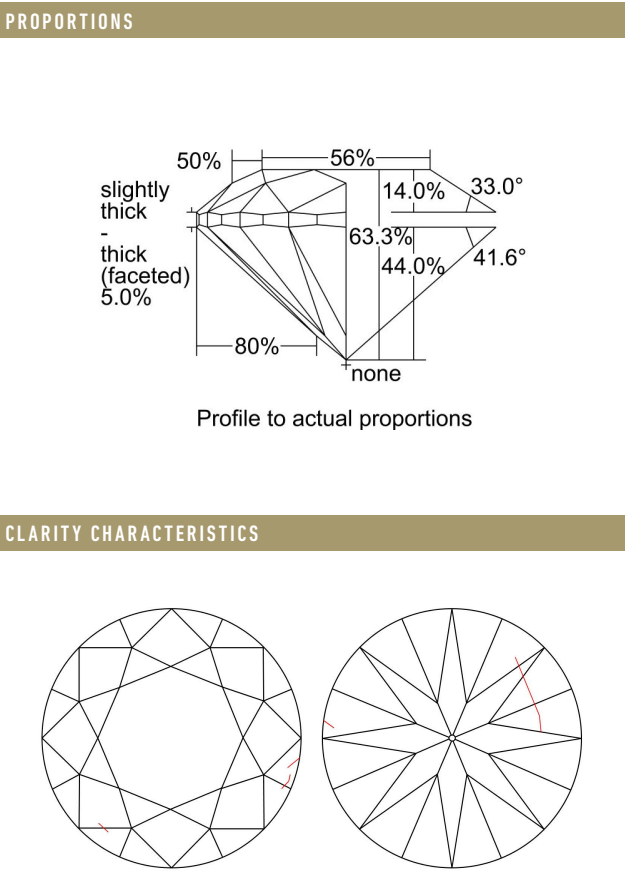 PROPORTIONS
50%
56%
slightly
thick
-
thick
(faceted)
5.0%
14.0%
33.0°
63.3%
44.0%
41.6°
80%
none
Profile to actual proportions
CLARITY CHARACTERISTICS